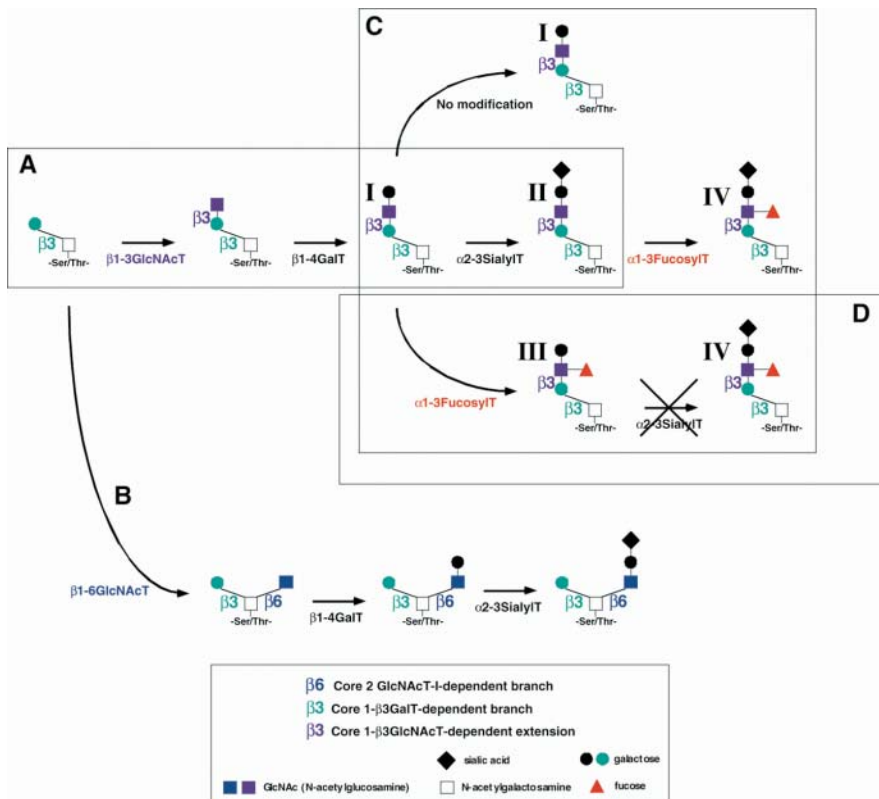 C
I
β3
β3
-Ser/Thr-
No modification
A
β3
-Ser/Thr-
β1-3GlcNAcT
β3
β3
-Ser/Thr-
β1-4GalT
I
β3
β3
-Ser/Thr-
α2-3SialylT
II
β3
β3
-Ser/Thr-
α1-3FucosylT
IV
β3
β3
-Ser/Thr-
D
α1-3FucosylT
III
β3
β3
-Ser/Thr-
α2-3SialylT
IV
β3
β3
-Ser/Thr-
B
β1-6GlcNAcT
β3 β6
-Ser/Thr-
β1-4GalT
β3 β6
-Ser/Thr-
α2-3SialylT
β3 β6
-Ser/Thr-
β6 Core 2 GlcNAcT-I-dependent branch
β3 Core 1-β3GalT-dependent branch
β3 Core 1-β3GlcNAcT-dependent extension
sialic acid galactose
GlcNAc (N-acetylglucosamine) N-acetylgalactosamine fucose